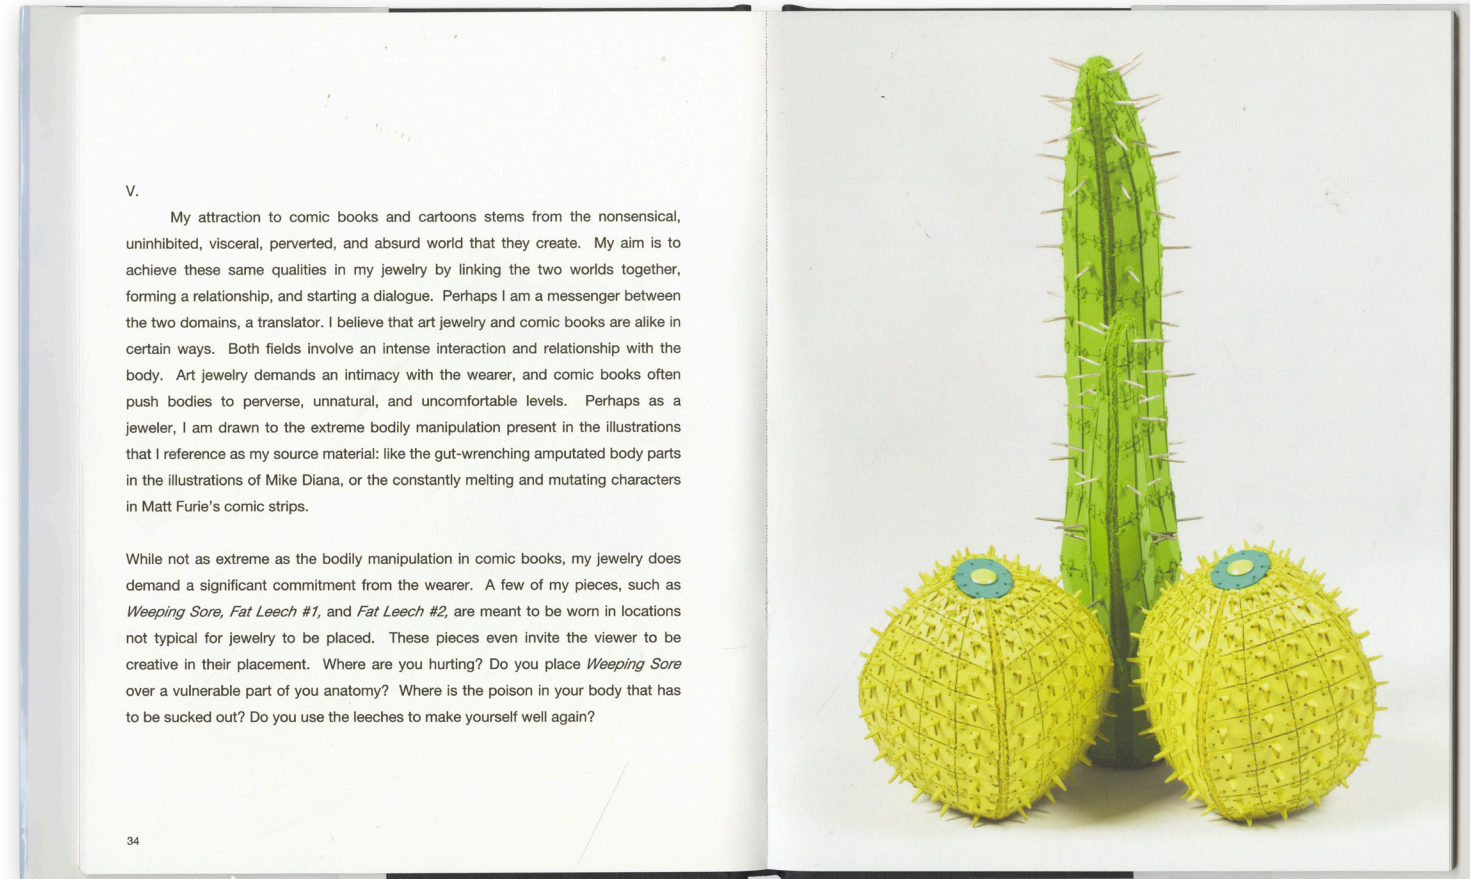 V.
My attraction to comic books and cartoons stems from the nonsensical,
uninhibited, visceral, perverted, and absurd world that they create. My aim is to
achieve these same qualities in my jewelry by linking the two worlds together,
forming a relationship, and starting a dialogue. Perhaps I am a messenger between
the two domains, a translator. I believe that art jewelry and comic books are alike in
certain ways. Both fields involve an intense interaction and relationship with the
body. Art jewelry demands an intimacy with the wearer, and comic books often
push bodies to perverse, unnatural, and uncomfortable levels. Perhaps as a
jeweler, I am drawn to the extreme bodily manipulation present in the illustrations
that I reference as my source material: like the gut-wrenching amputated body parts
in the illustrations of Mike Diana, or the constantly melting and mutating characters
in Matt Furie's comic strips.
While not as extreme as the bodily manipulation in comic books, my jewelry does
demand a significant commitment from the wearer. A few of my pieces, such as
Weeping Sore, Fat Leech #1, and Fat Leech #2, are meant to be worn in locations
not typical for jewelry to be placed. These pieces even invite the viewer to be
creative in their placement. Where are you hurting? Do you place Weeping Sore
over a vulnerable part of you anatomy? Where is the poison in your body that has
to be sucked out? Do you use the leeches to make yourself well again?
34